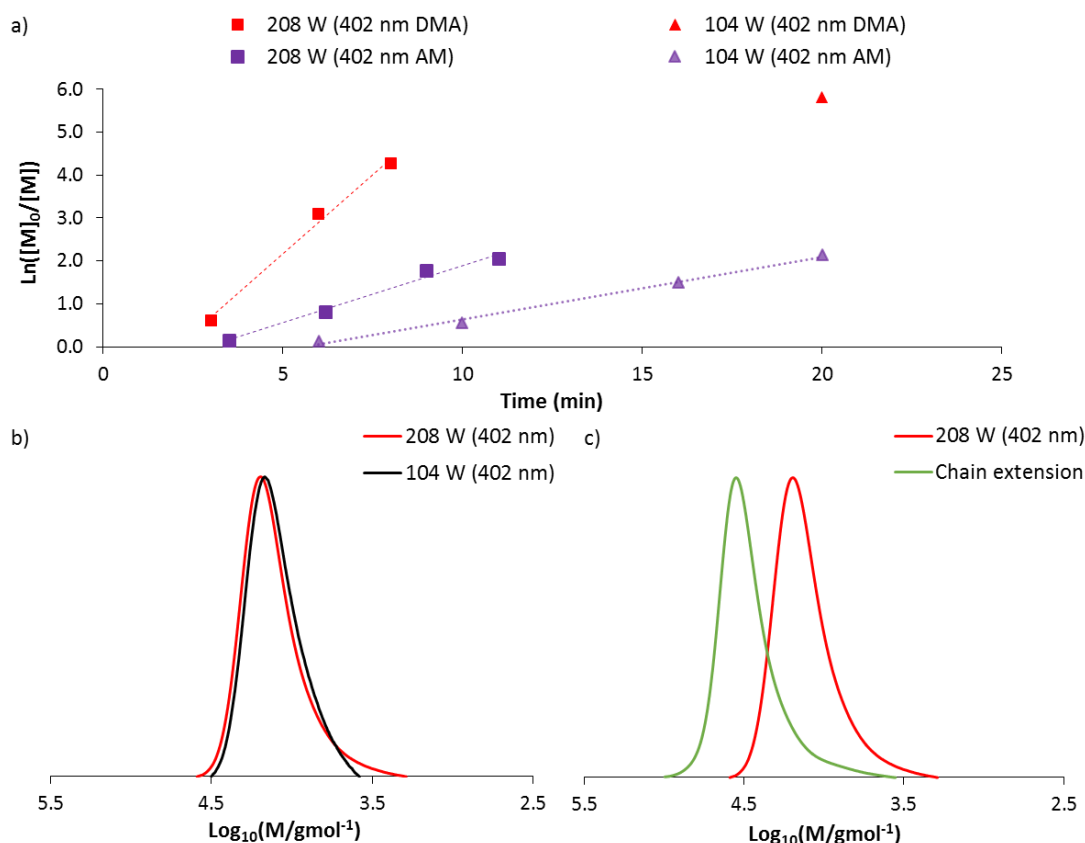 a)
208 W (402 nm DMA)
104 W (402 nm DMA)
208 W (402 nm AM)
104 W (402 nm AM)
Ln([M]₀/[M])
6.0
5.0
4.0
3.0
2.0
1.0
0.0
0 5 10 15 20 25
Time (min)
b)
208 W (402 nm)
104 W (402 nm)
5.5 4.5 3.5 2.5
Log₁₀(M/gmol⁻¹)
c)
208 W (402 nm)
Chain extension
5.5 4.5 3.5 2.5
Log₁₀(M/gmol⁻¹)